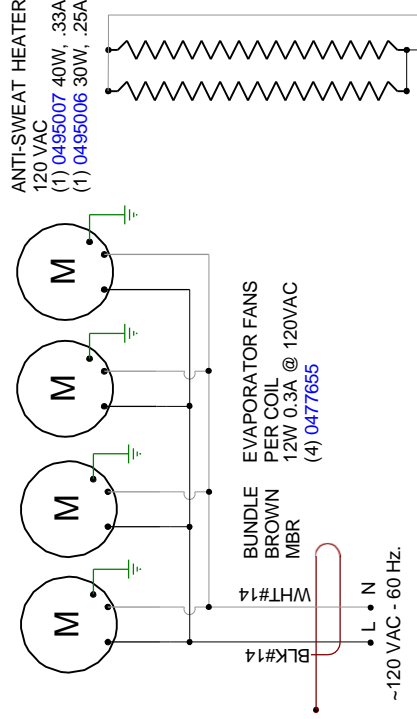 ANTI-SWEAT HEATER
120 VAC
(1) 0495007 40W, .33A
(1) 0495006 30W, .25A
M
M
M
M
EVAPORATOR FANS
PER COIL
12W 0.3A @ 120VAC
(4) 0477655
BUNDLE
BROWN
MBR
WHT#14
BLK#14
L N
~120 VAC - 60 Hz.